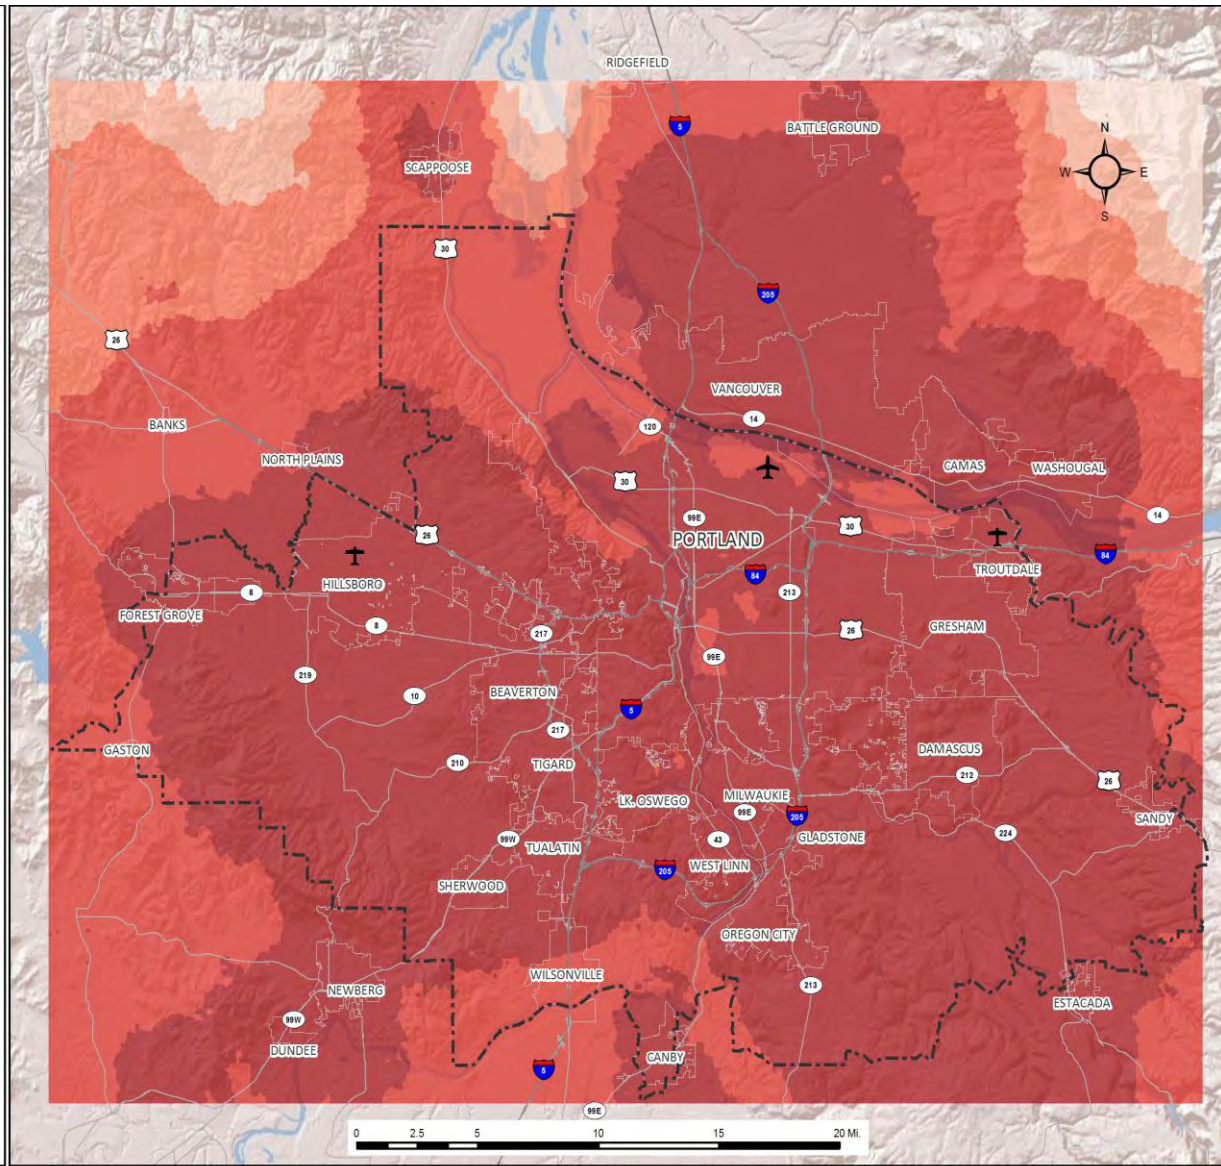 RIDGEFIELD
5
BATTLE GROUND
N
W E
S
SCAPPOOSE
30
205
26
VANCOUVER
14
BANKS
120
NORTH PLAINS
CAMAS
WASHOUGAL
30
14
99E
30
26
PORTLAND
84
TROUTDALE
84
HILLSBORO
213
8
FOREST GROVE
8
217
26
GRESHAM
99E
219
10
BEAVERTON
5
217
GASTON
210
TIGARD
DAMASCUS
212
26
LK. OSWEGO
MILWAUKIE
99E
205
SANDY
224
99W
43
GLADSTONE
TUALATIN
WEST LINN
205
SHERWOOD
OREGON CITY
WILSONVILLE
213
NEWBERG
ESTACADA
99W
DUNDEE
CANBY
5
99E
0 2.5 5 10 15 20 Mi.